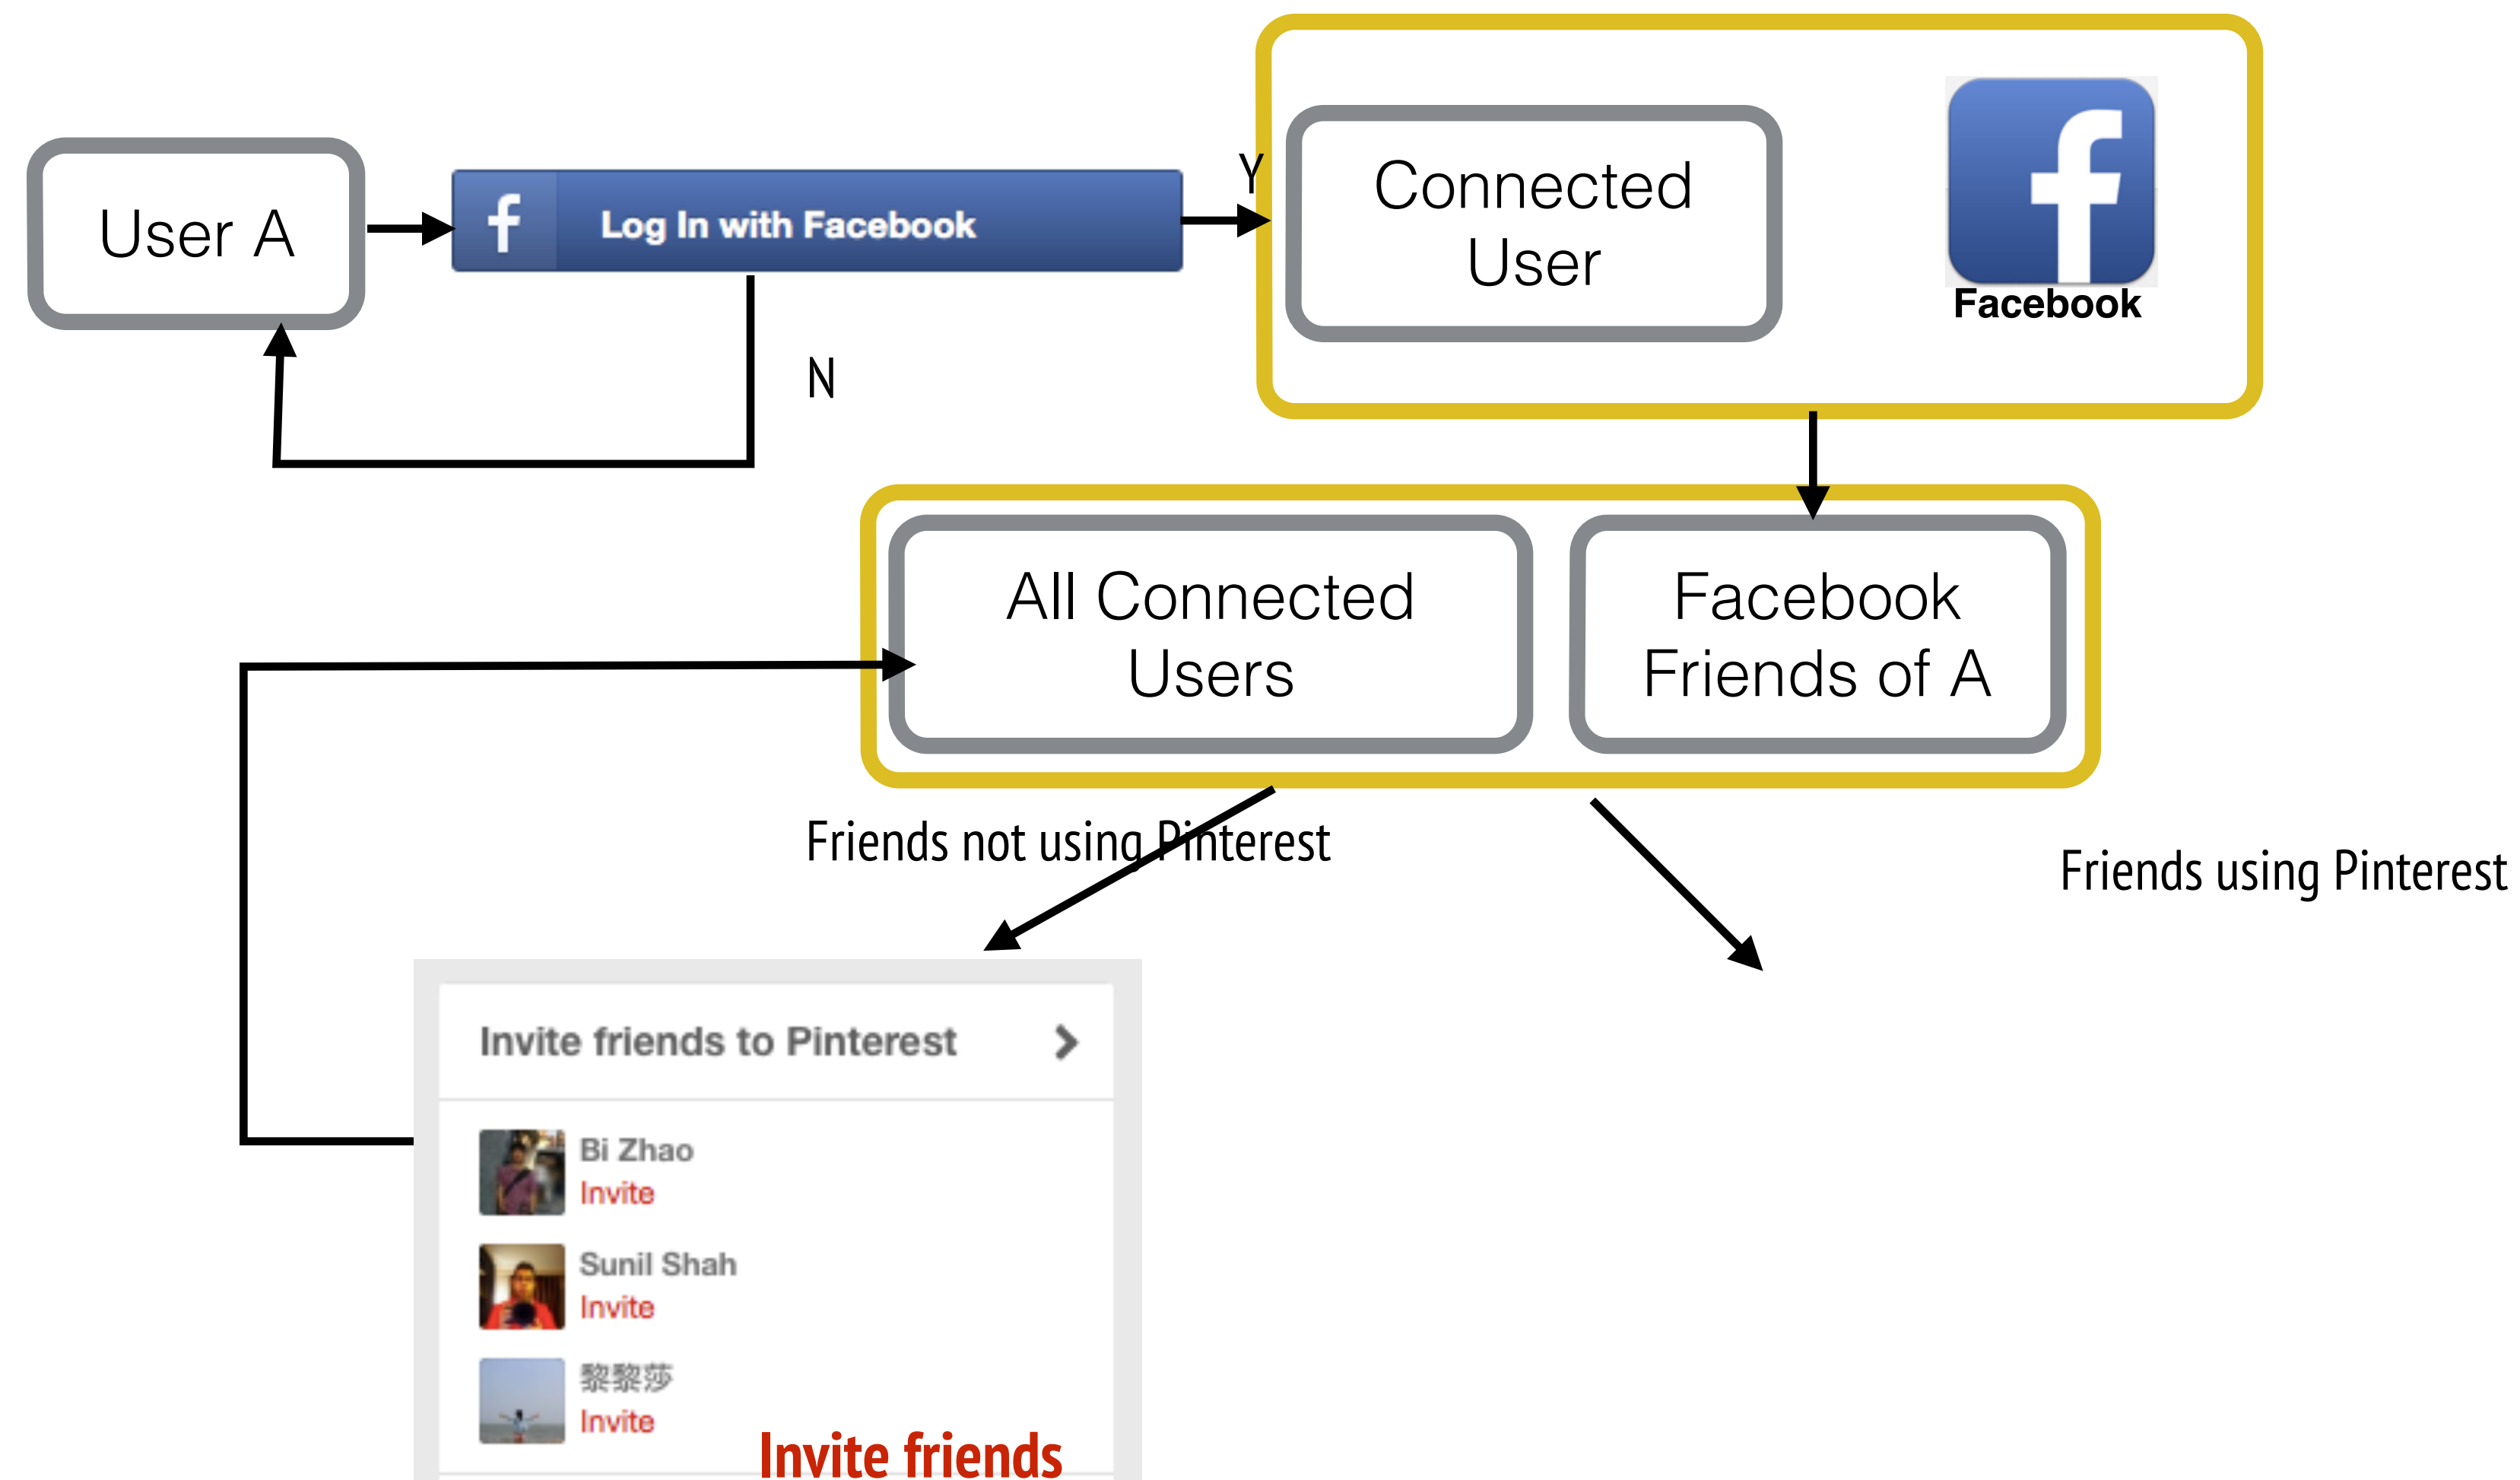 User A
Log In with Facebook
Y
Connected
User
Facebook
N
All Connected
Users
Facebook
Friends of A
Friends not using Pinterest
Friends using Pinterest
Invite friends to Pinterest
Bi Zhao
Invite
Sunil Shah
Invite
黎黎莎
Invite
Invite friends